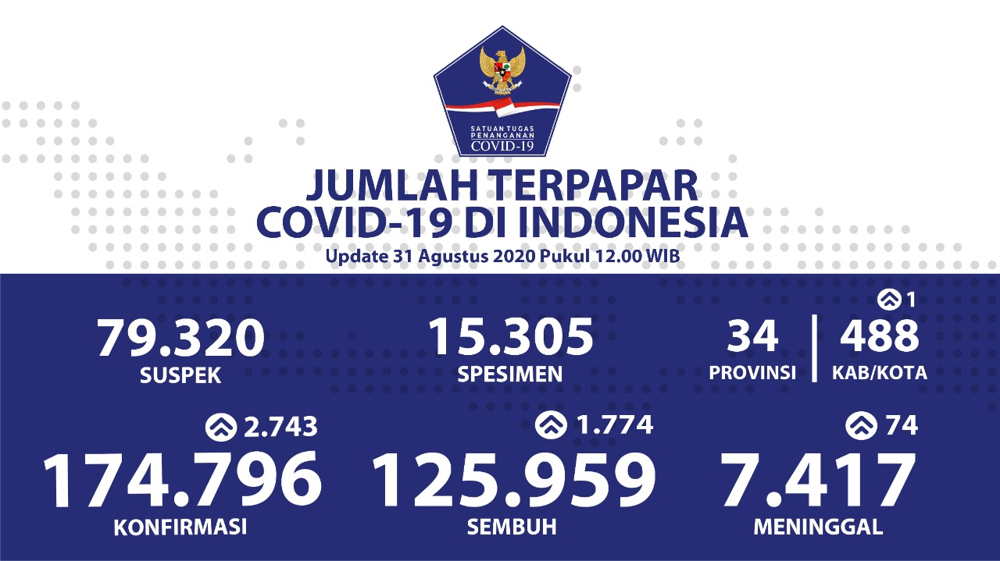 SATUAN TUGAS
PENANGANAN
COVID-19
JUMLAH TERPAPAR
COVID-19 DI INDONESIA
Update 31 Agustus 2020 Pukul 12.00 WIB
79.320
SUSPEK
15.305
SPESIMEN
34
PROVINSI
1
488
KAB/KOTA
2.743
174.796
KONFIRMASI
1.774
125.959
SEMBUH
74
7.417
MENINGGAL